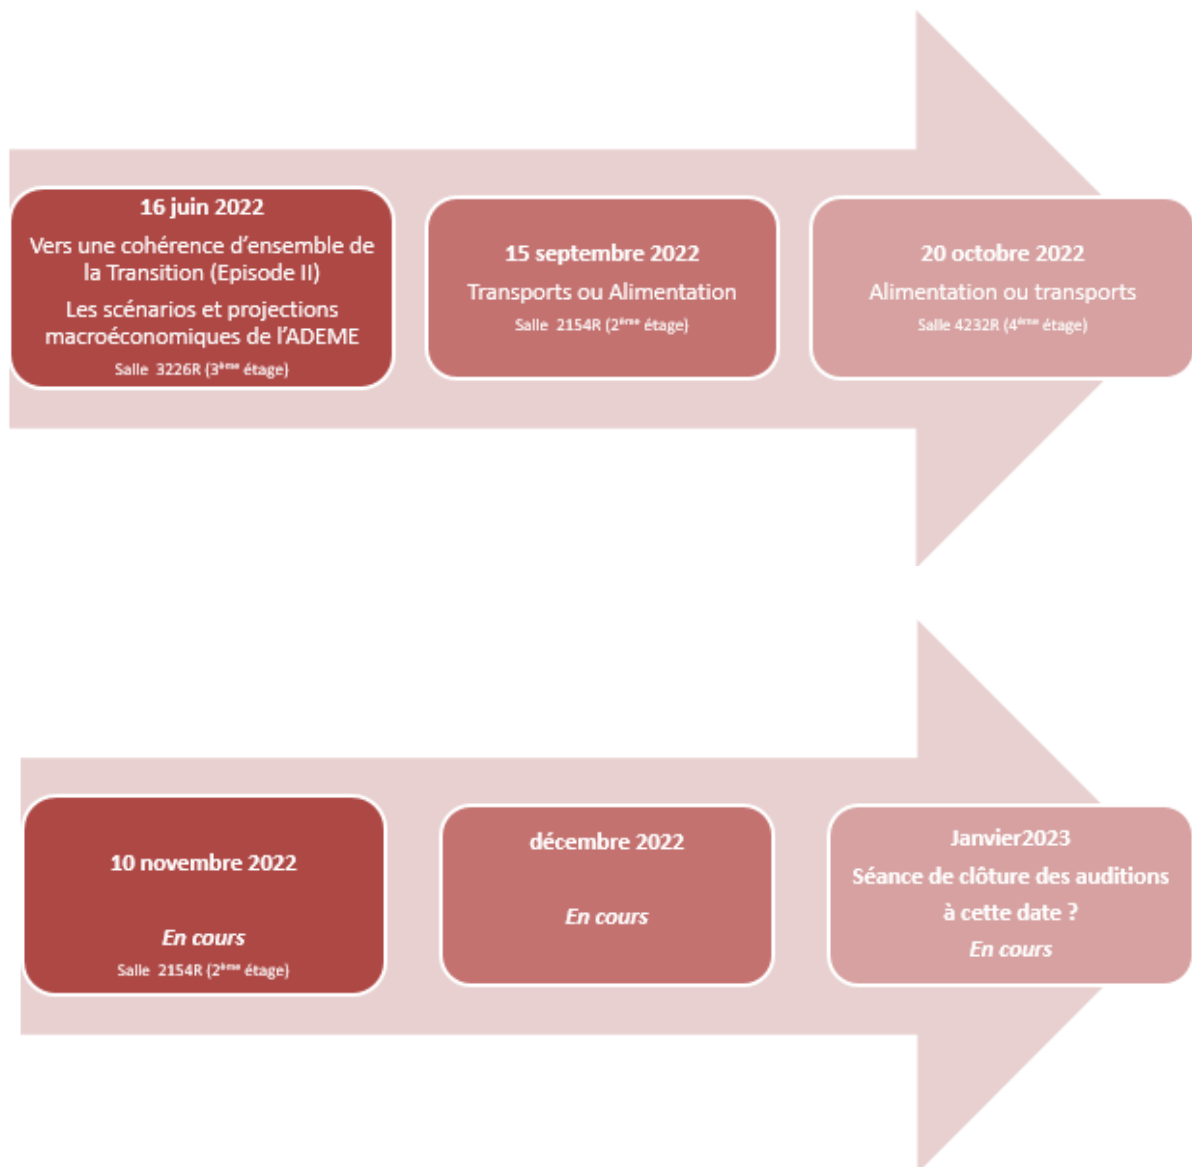 16 juin 2022
Vers une cohérence d'ensemble de
la Transition (Episode II)
Les scénarios et projections
macroéconomiques de l'ADEME
Salle 3226R (3ème étage)
15 septembre 2022
Transports ou Alimentation
Salle 2154R (2ème étage)
20 octobre 2022
Alimentation ou transports
Salle 4232R (4ème étage)
10 novembre 2022
En cours
Salle 2154R (2ème étage)
décembre 2022
En cours
Janvier2023
Séance de clôture des auditions
à cette date ?
En cours